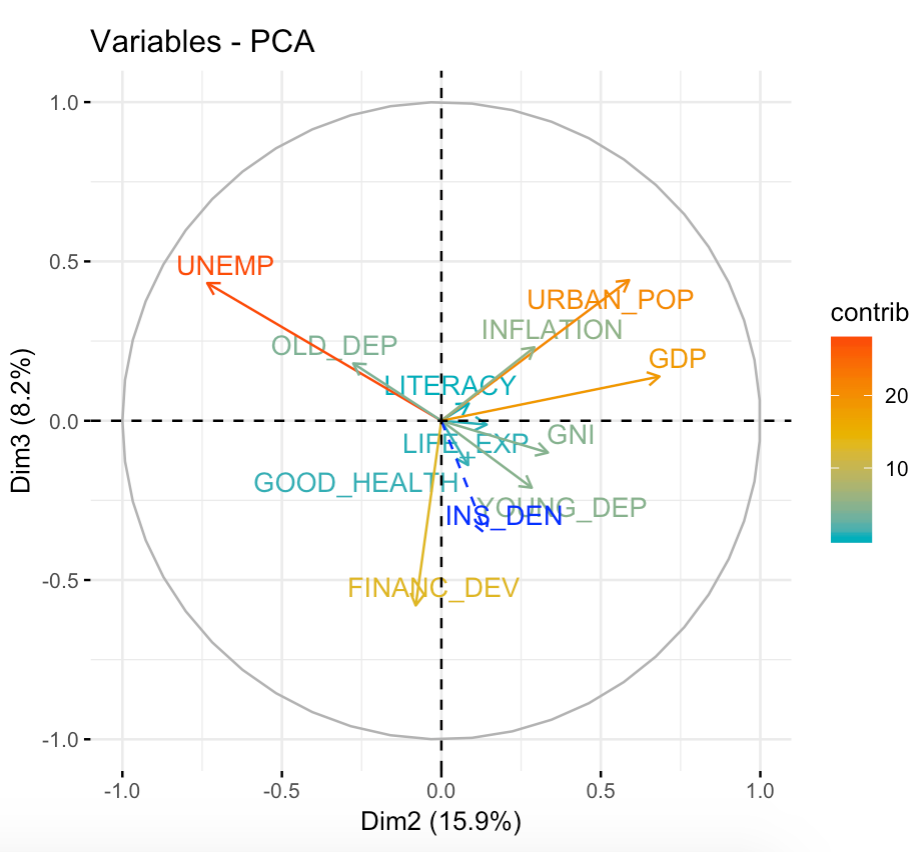 Variables - PCA
1.0
0.5
0.0
-0.5
-1.0
Dim3 (8.2%)
UNEMP
URBAN_POP
INFLATION
OLD_DEP
GDP
LITERACY
GNI
LIFE_EXP
GOOD_HEALTH
YOUNG_DEP
INS_DEN
FINANC_DEV
-1.0
-0.5
0.0
0.5
1.0
Dim2 (15.9%)
contrib
20
10